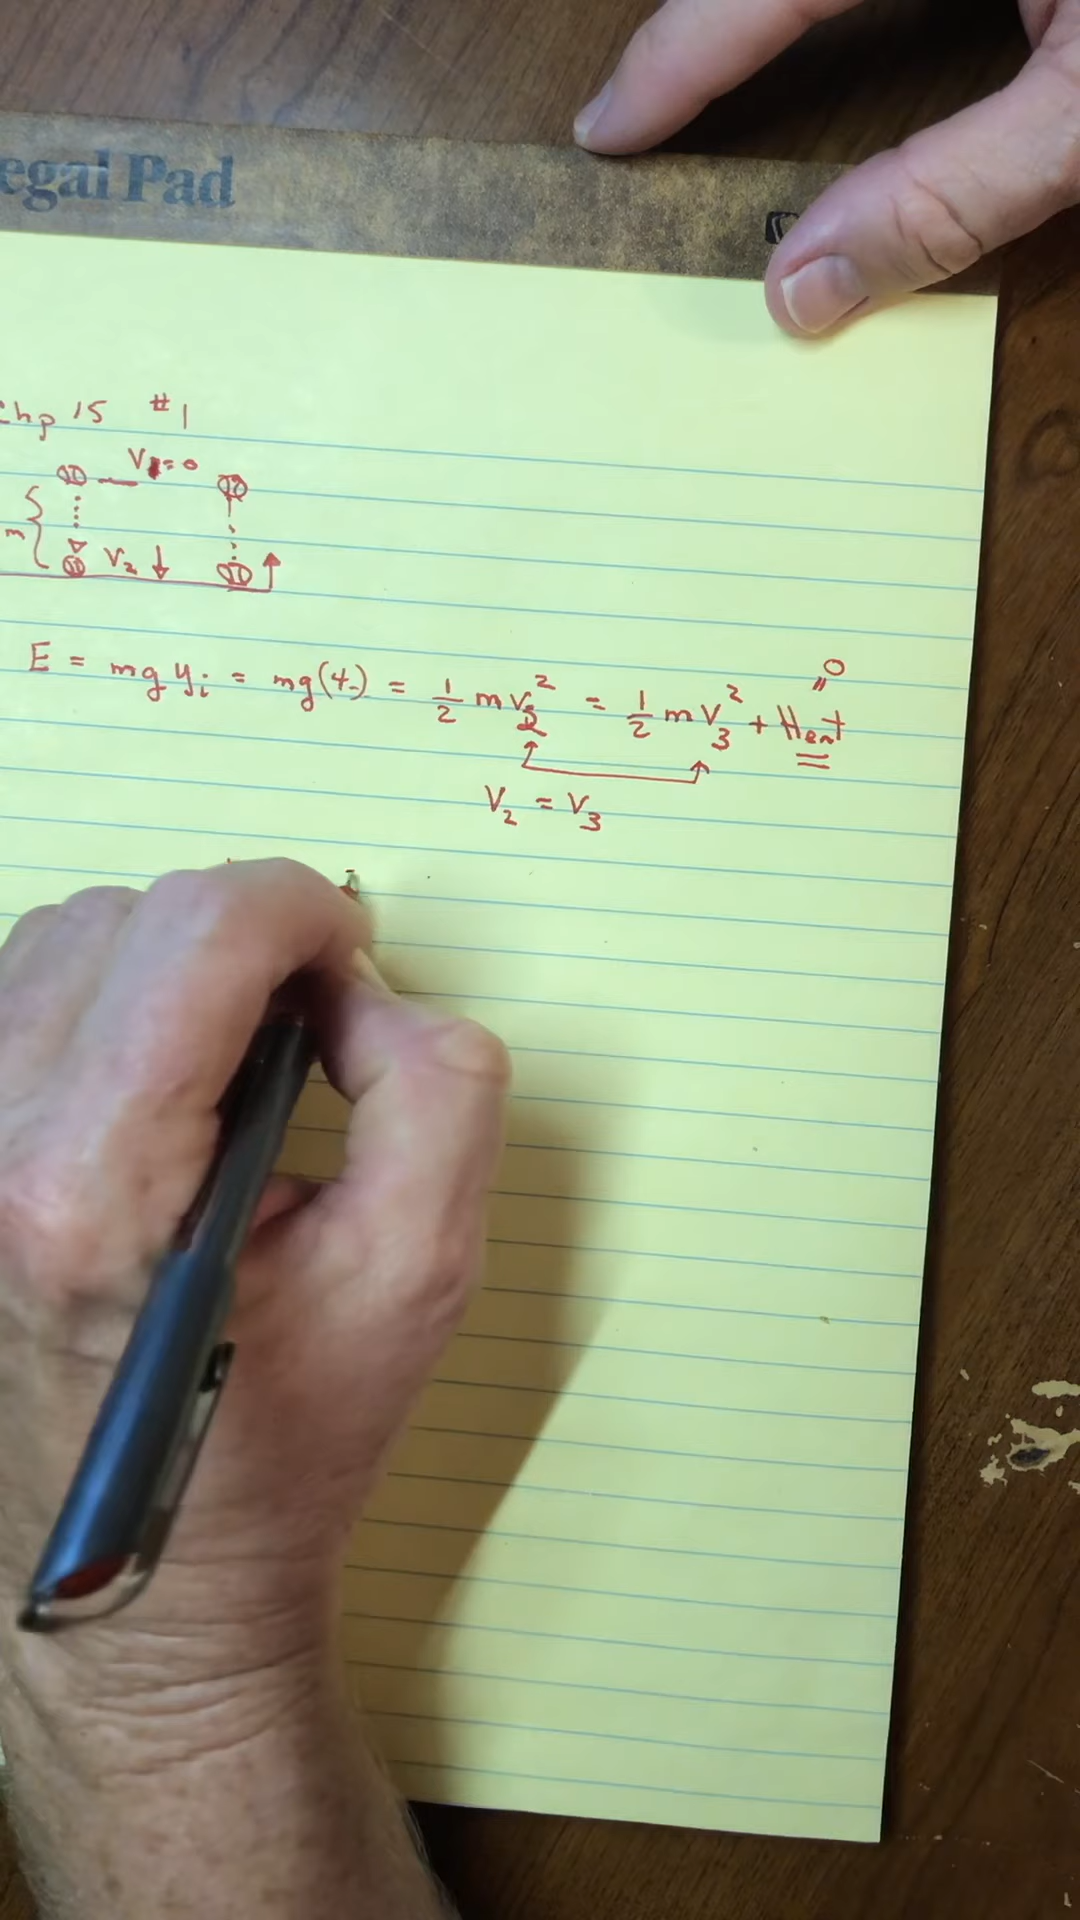 egal Pad
Chp 15 #1
V1=0
m
V2
E = mg yi = mg(4-) = 1/2 m v2² = 1/2 m V3² + Heat
0
V2 = V3